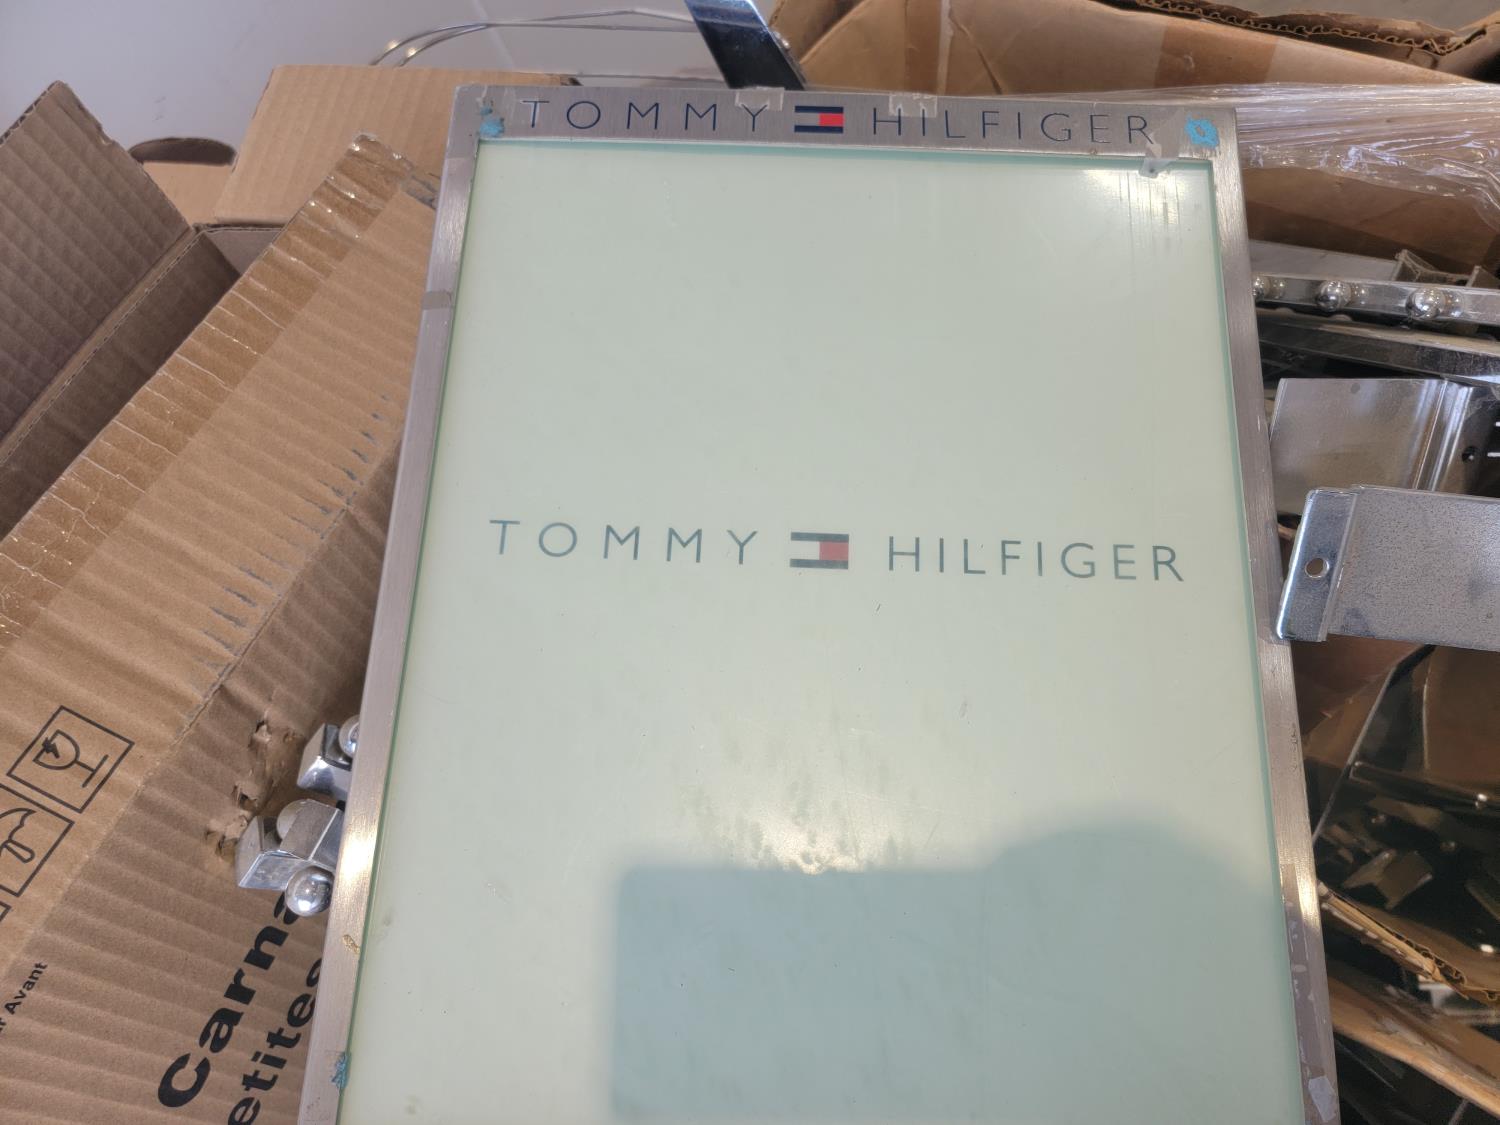 TOMMY HILFIGER
TOMMY HILFIGER
Avant
Carna
etites